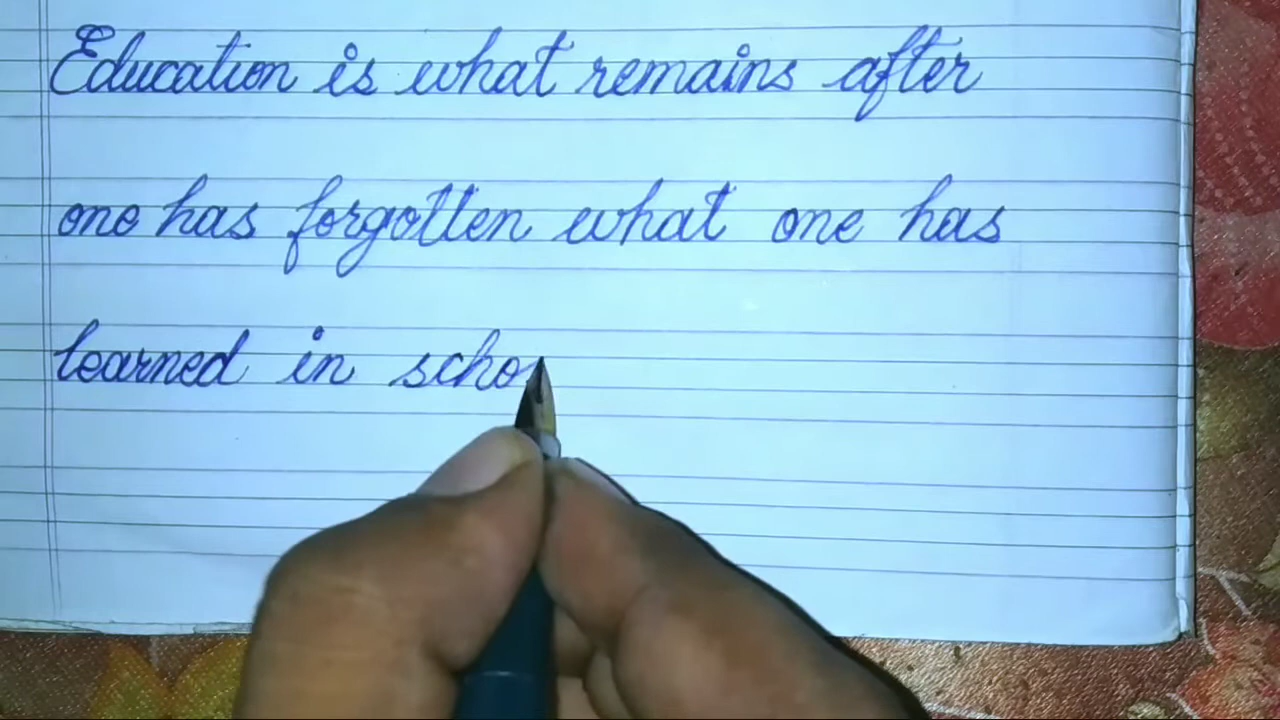 Education is what remains after
one has forgotten what one has
learned in scho